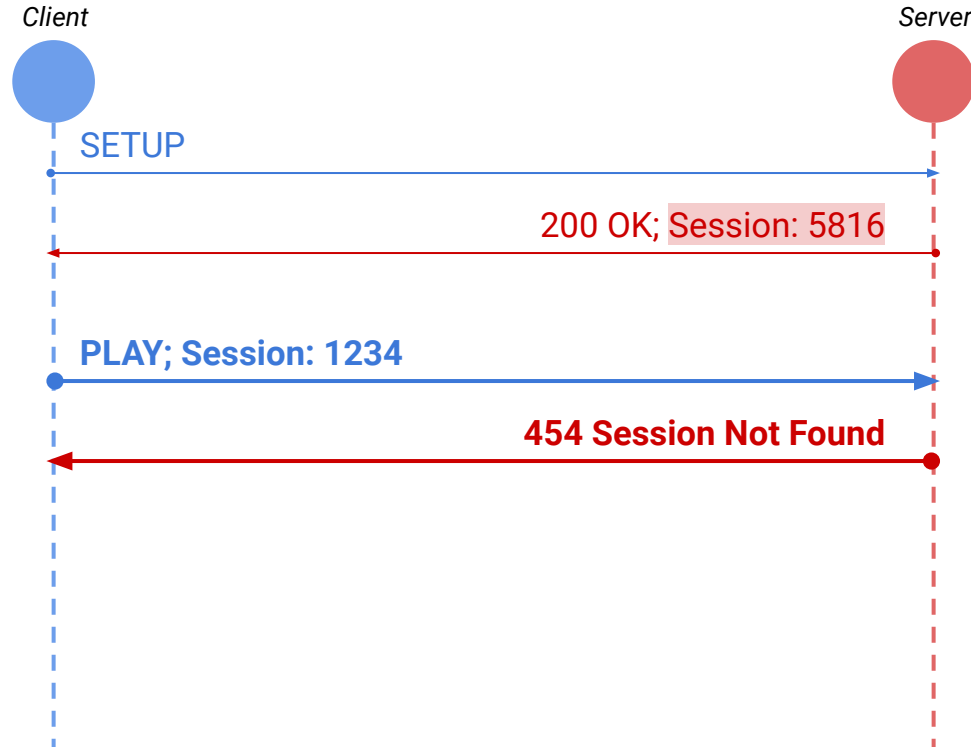 Client
Server
SETUP
200 OK; Session: 5816
PLAY; Session: 1234
454 Session Not Found